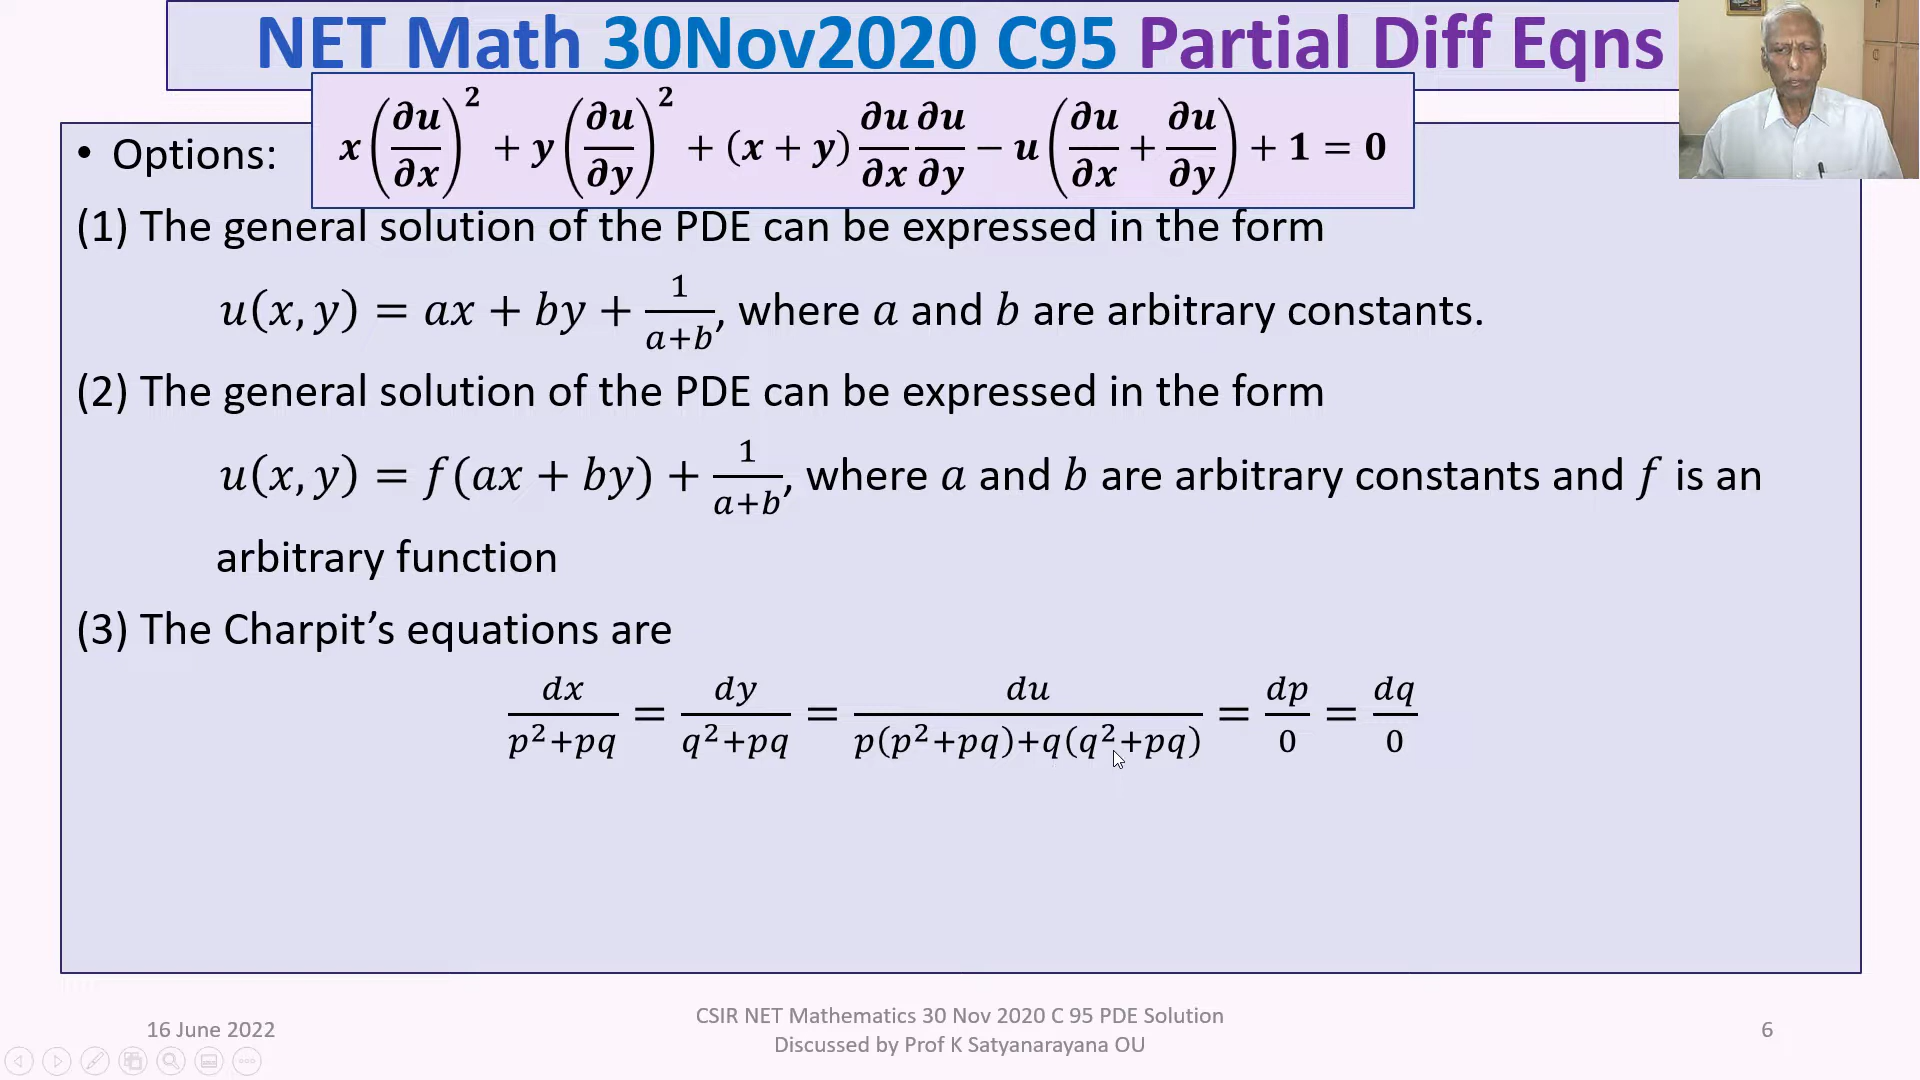 NET Math 30Nov2020 C95 Partial Diff Eqns
x(∂u/∂x)² + y(∂u/∂y)² + (x + y) ∂u/∂x ∂u/∂y − u(∂u/∂x + ∂u/∂y) + 1 = 0
• Options:
(1) The general solution of the PDE can be expressed in the form
u(x, y) = ax + by + 1/(a+b), where a and b are arbitrary constants.
(2) The general solution of the PDE can be expressed in the form
u(x, y) = f(ax + by) + 1/(a+b), where a and b are arbitrary constants and f is an
arbitrary function
(3) The Charpit’s equations are
dx/(p²+pq) = dy/(q²+pq) = du/(p(p²+pq)+q(q²+pq)) = dp/0 = dq/0
16 June 2022
CSIR NET Mathematics 30 Nov 2020 C 95 PDE Solution
Discussed by Prof K Satyanarayana OU
6